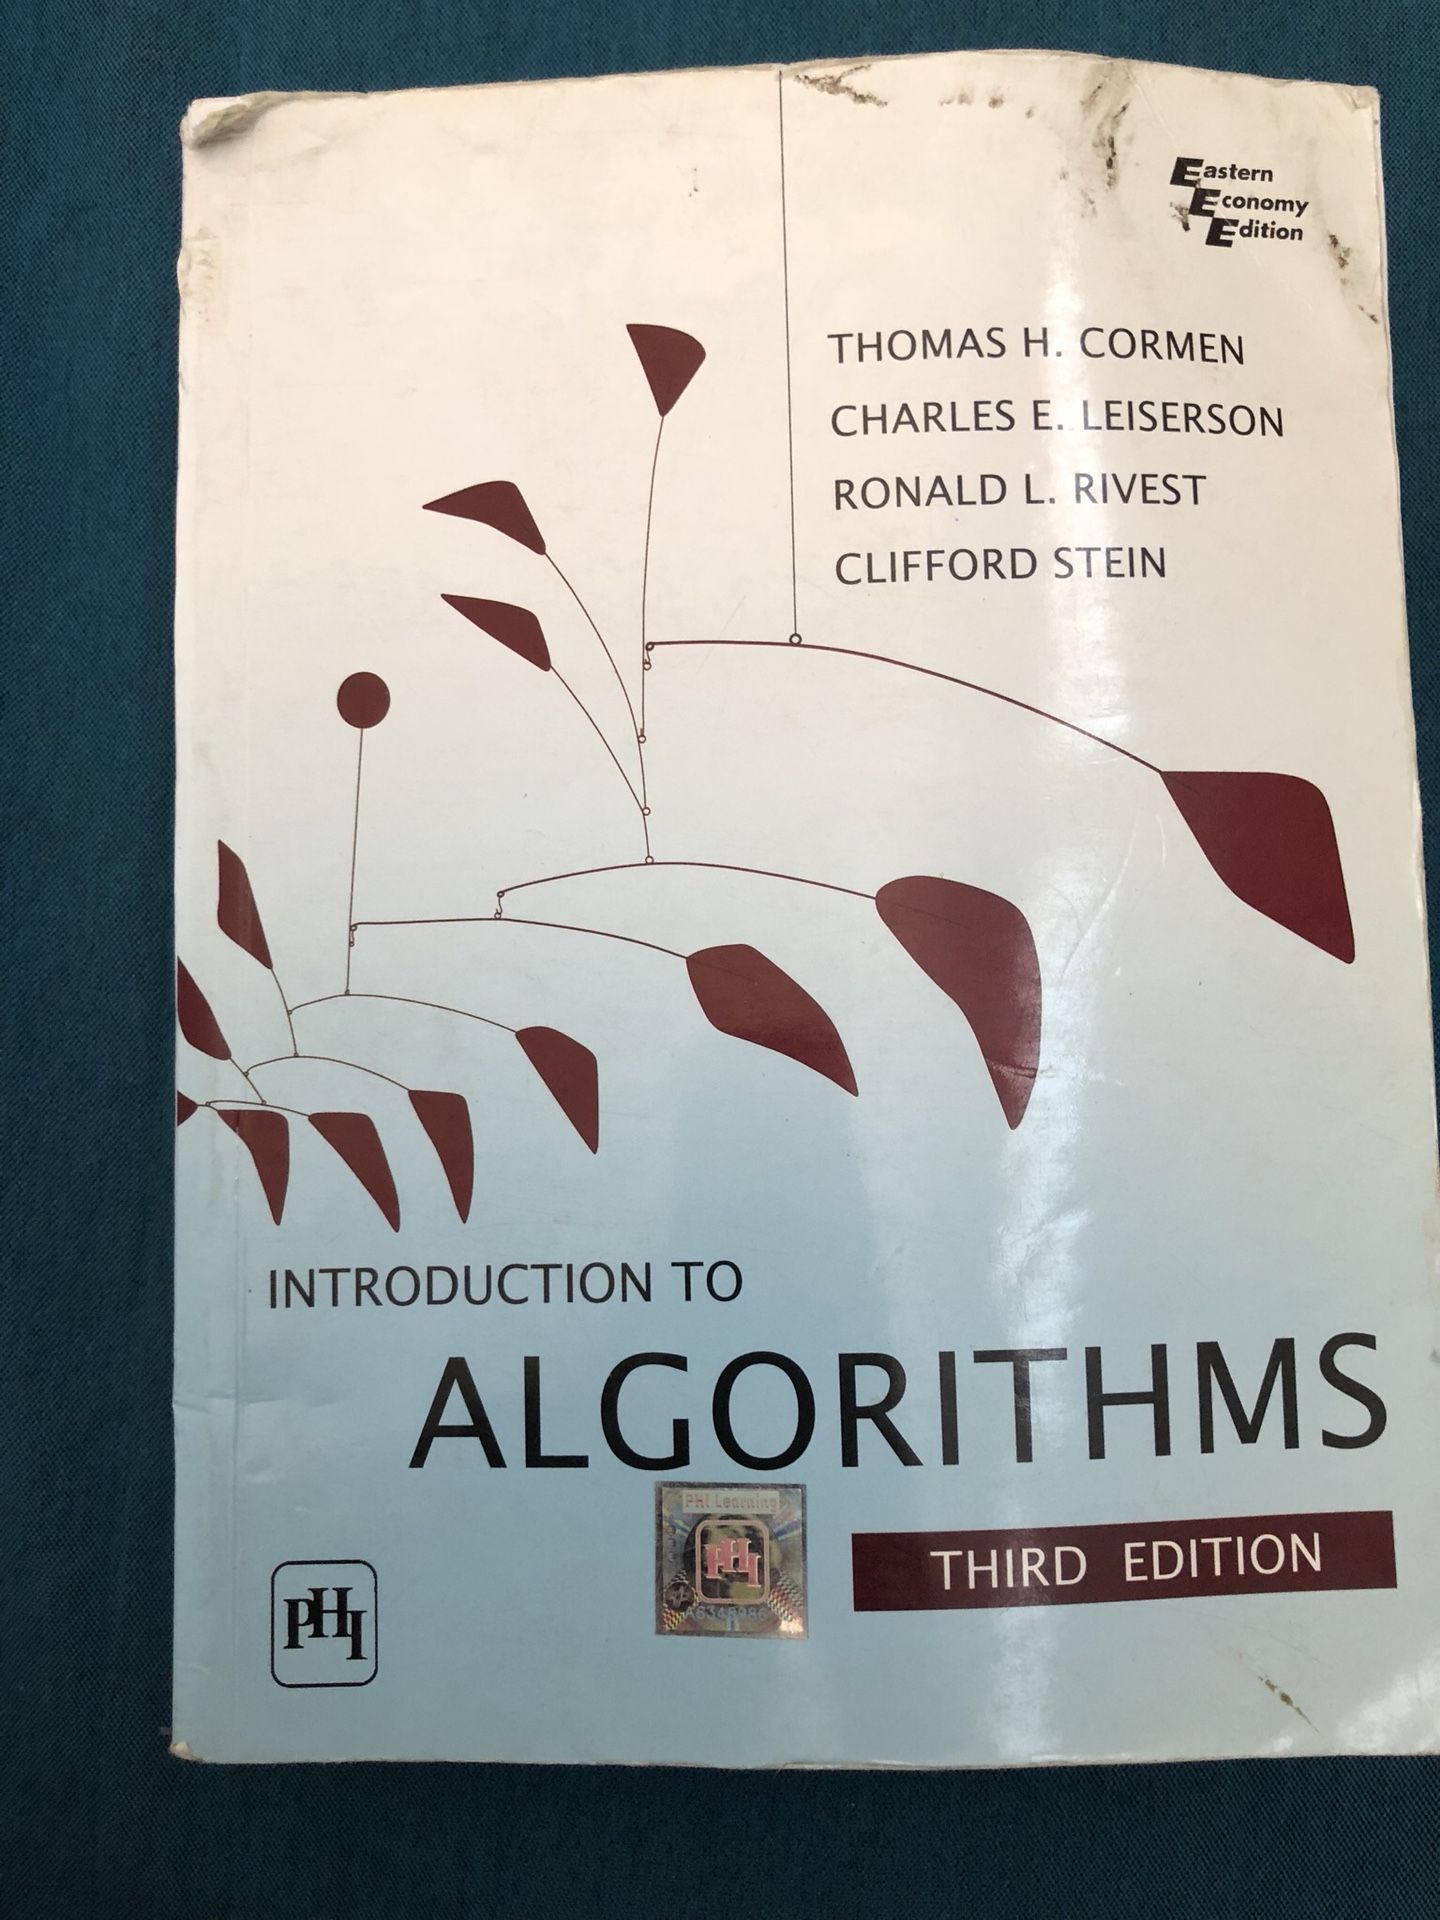 Eastern
Economy
Edition
THOMAS H. CORMEN
CHARLES E. LEISERSON
RONALD L. RIVEST
CLIFFORD STEIN
INTRODUCTION TO
ALGORITHMS
PHI Learning
PHI
THIRD EDITION
PHI